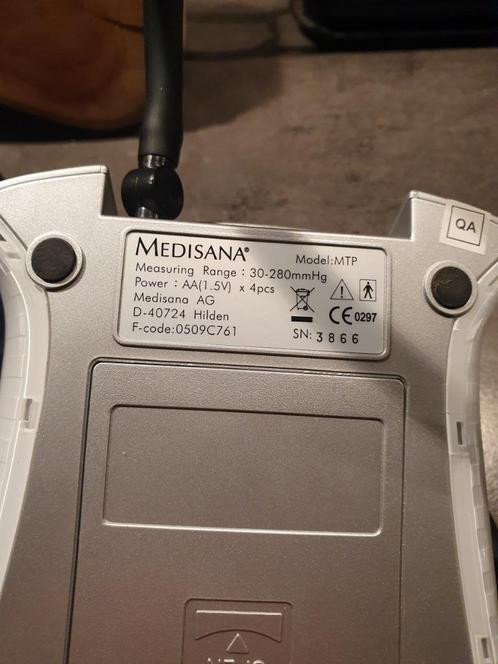 QA
MEDISANA® Model:MTP
Measuring Range : 30-280mmHg
Power : AA(1.5V) x 4pcs
Medisana AG
D-40724 Hilden CE 0297
F-code:0509C761 SN: 3866